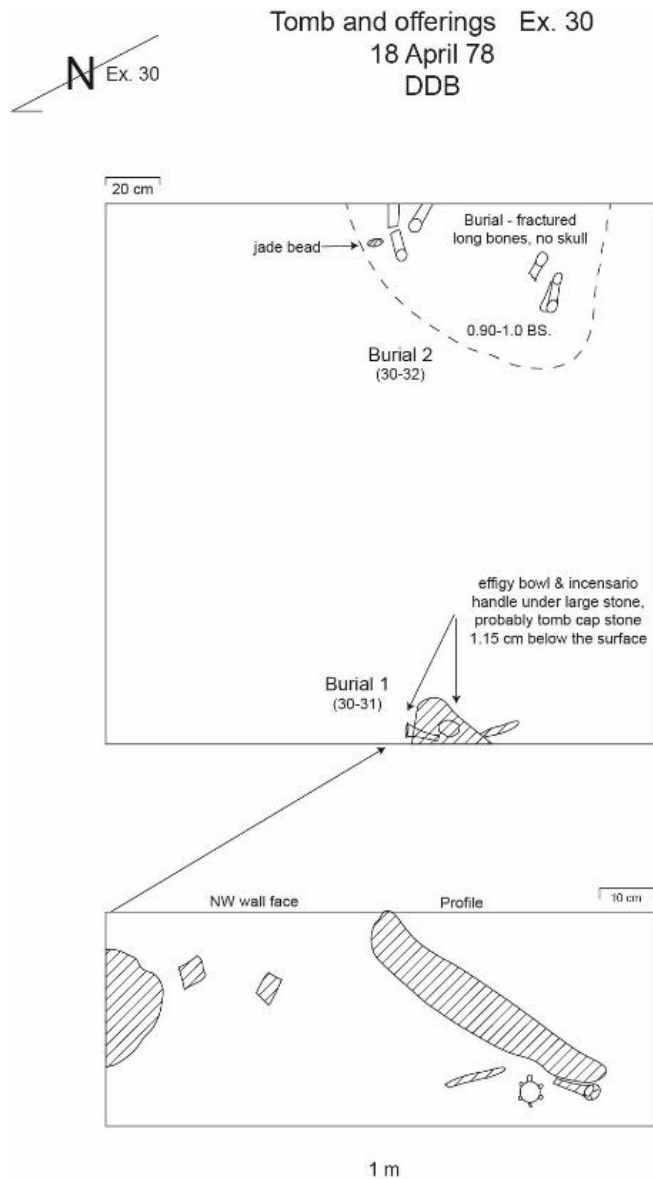 Tomb and offerings Ex. 30
18 April 78
DDB
N Ex. 30
20 cm
jade bead
Burial - fractured
long bones, no skull
0.90-1.0 BS.
Burial 2
(30-32)
effigy bowl & incensario
handle under large stone,
probably tomb cap stone
1.15 cm below the surface
Burial 1
(30-31)
NW wall face
Profile
10 cm
1 m